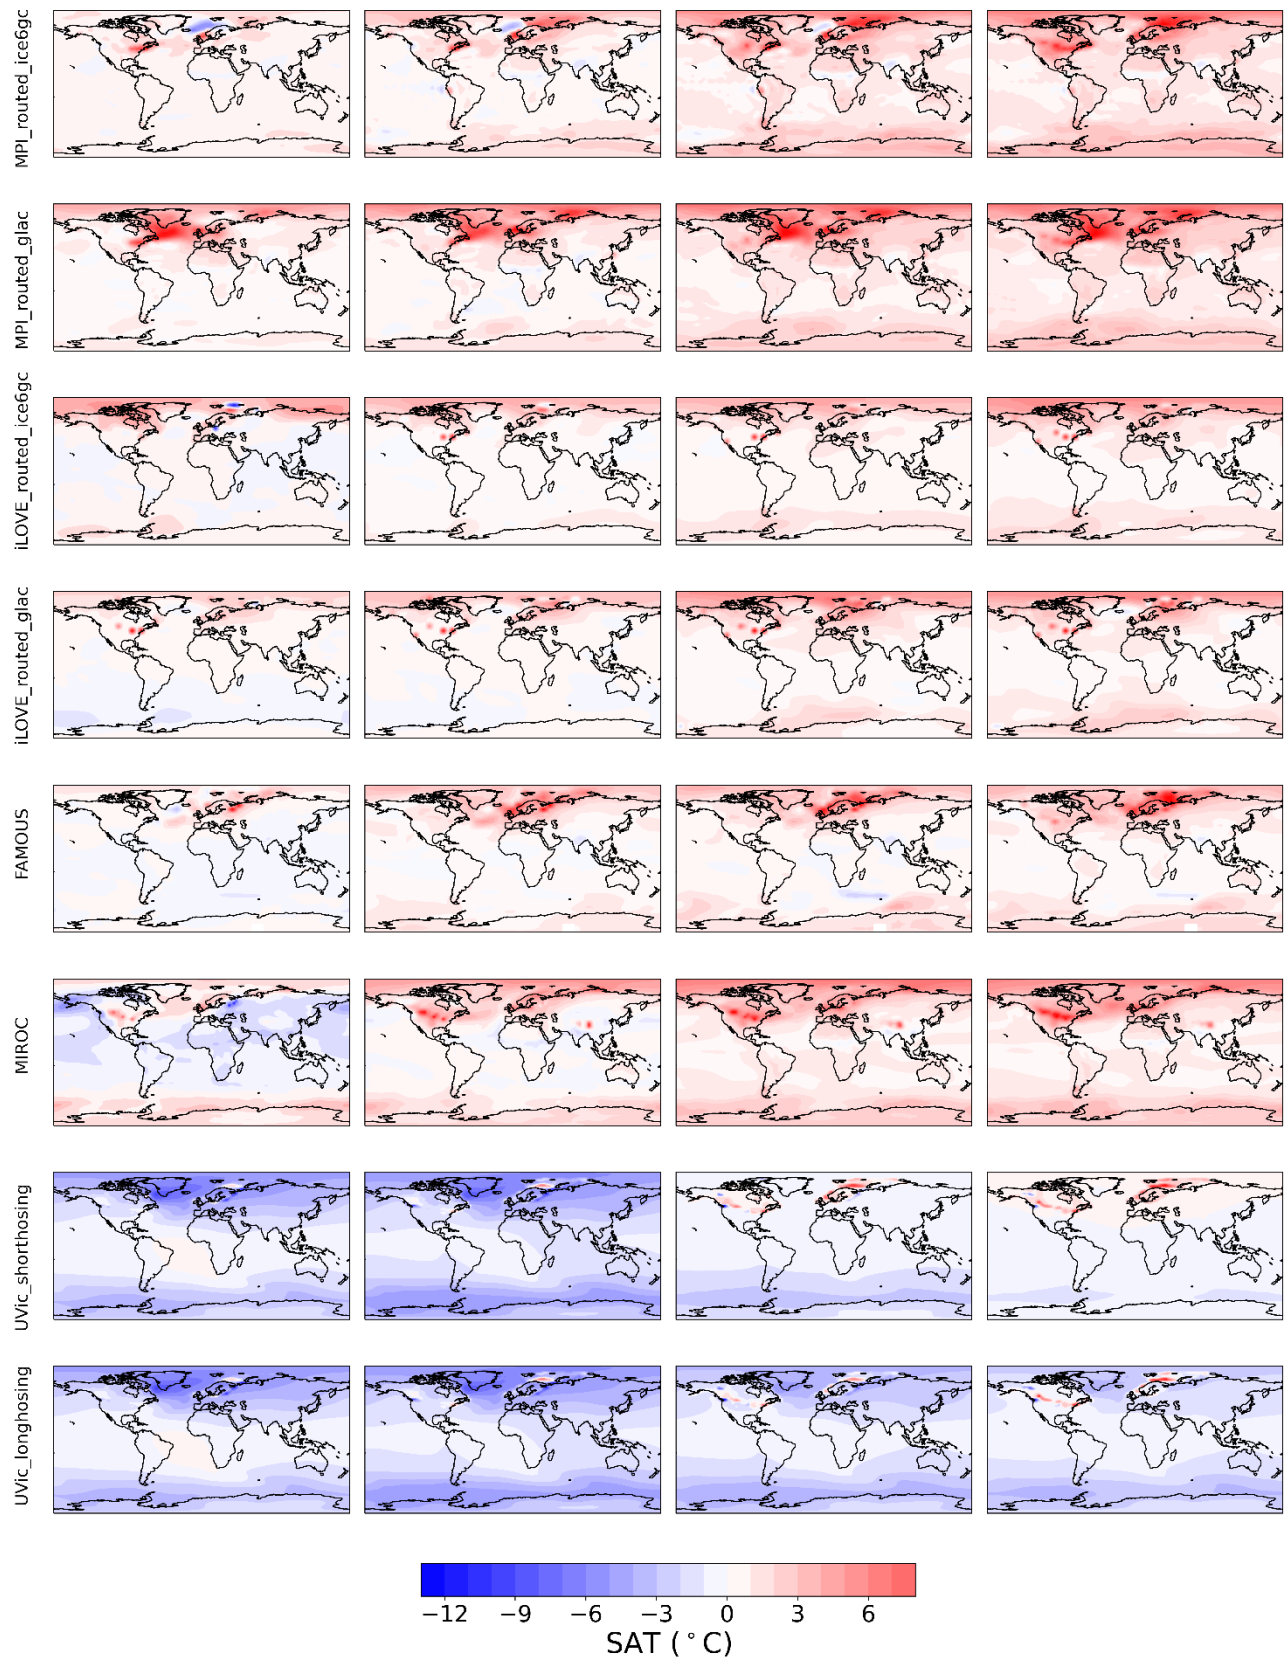 MPI_routed_ice6gc
MPI_routed_glac
iLOVE_routed_ice6gc
iLOVE_routed_glac
FAMOUS
MIROC
UVic_shorthosing
UVic_longhosing
−12 −9 −6 −3 0 3 6
SAT (°C)